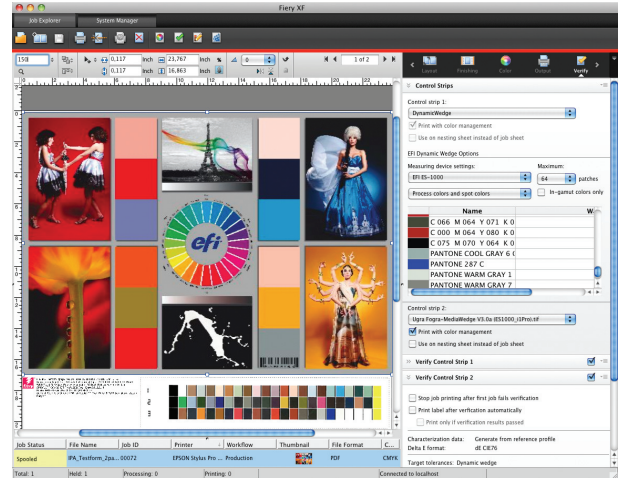 Fiery XF
Job Explorer System Manager
150 0,117 Inch 23,767 Inch % 0 1 of 2
0,117 Inch 16,863 Inch
Layout Finishing Color Output Verify
Control Strips
Control strip 1:
DynamicWedge
Print with color management
Use on nesting sheet instead of job sheet
EFI Dynamic Wedge Options
Measuring device settings: Maximum:
EFI ES-1000 64 patches
Process colors and spot colors In-gamut colors only
Name W
C 066 M 064 Y 071 K 0
C 000 M 064 Y 080 K 0
C 075 M 070 Y 064 K 0
PANTONE COOL GRAY 6 C
PANTONE 287 C
PANTONE WARM GRAY 1
PANTONE WARM GRAY 7
efi
Control strip 2:
Ugra Fogra-MediaWedge V3.0a (ES1000_i1Pro).tif
Print with color management
Use on nesting sheet instead of job sheet
Verify Control Strip 1
Verify Control Strip 2
Stop job printing after first job fails verification
Print label after verification automatically
Print only if verification results passed
Characterization data: Generate from reference profile
Delta E format: dE CIE76
Target tolerances: Dynamic wedge
Job Status File Name Job ID Printer Workflow Thumbnail File Format C...
Spooled IPA_Testform_2pa... 00072 EPSON Stylus Pro ... Production PDF CMYK
Total: 1 Held: 1 Processing: 0 Printing: 0 Connected to localhost